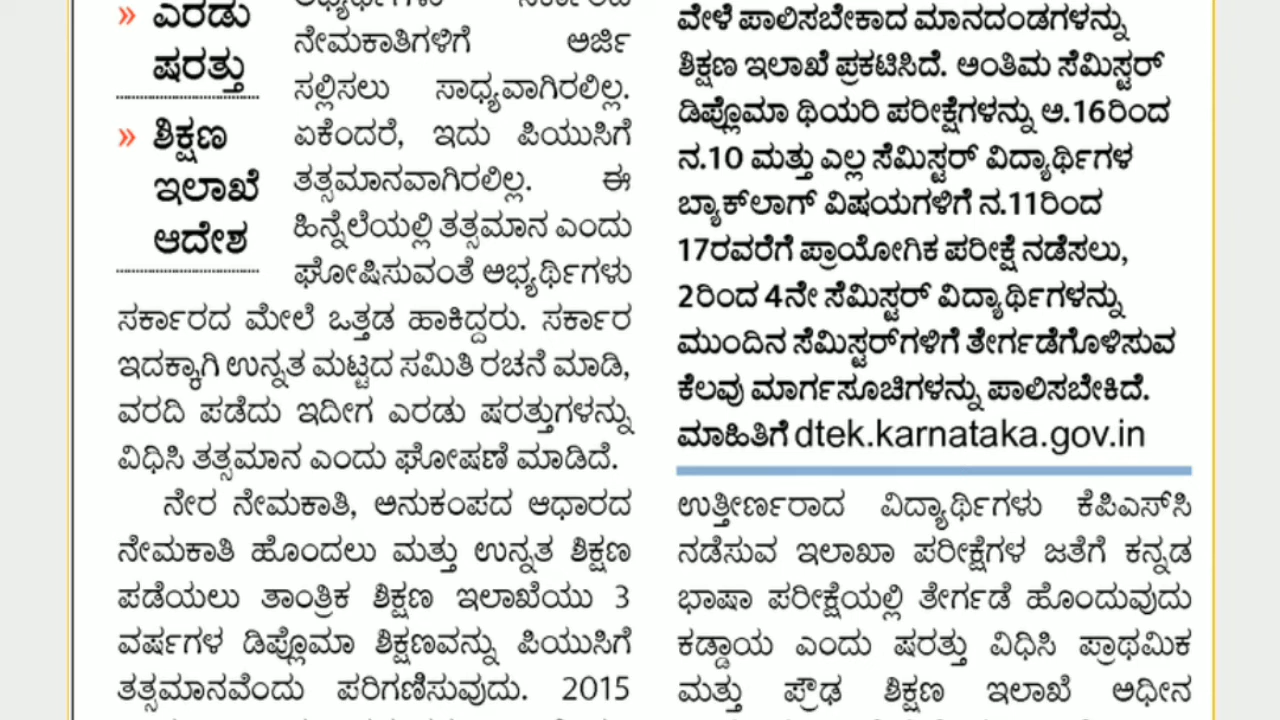 » ಎರಡು
ಷರತ್ತು
» ಶಿಕ್ಷಣ
ಇಲಾಖೆ
ಆದೇಶ
ನೇಮಕಾತಿಗಳಿಗೆ ಅರ್ಜಿ
ಸಲ್ಲಿಸಲು ಸಾಧ್ಯವಾಗಿರಲಿಲ್ಲ.
ಏಕೆಂದರೆ, ಇದು ಪಿಯುಸಿಗೆ
ತತ್ಸಮಾನವಾಗಿರಲಿಲ್ಲ. ಈ
ಹಿನ್ನೆಲೆಯಲ್ಲಿ ತತ್ಸಮಾನ ಎಂದು
ಘೋಷಿಸುವಂತೆ ಅಭ್ಯರ್ಥಿಗಳು
ಸರ್ಕಾರದ ಮೇಲೆ ಒತ್ತಡ ಹಾಕಿದ್ದರು. ಸರ್ಕಾರ
ಇದಕ್ಕಾಗಿ ಉನ್ನತ ಮಟ್ಟದ ಸಮಿತಿ ರಚನೆ ಮಾಡಿ,
ವರದಿ ಪಡೆದು ಇದೀಗ ಎರಡು ಷರತ್ತುಗಳನ್ನು
ವಿಧಿಸಿ ತತ್ಸಮಾನ ಎಂದು ಘೋಷಣೆ ಮಾಡಿದೆ.
ನೇರ ನೇಮಕಾತಿ, ಅನುಕಂಪದ ಆಧಾರದ
ನೇಮಕಾತಿ ಹೊಂದಲು ಮತ್ತು ಉನ್ನತ ಶಿಕ್ಷಣ
ಪಡೆಯಲು ತಾಂತ್ರಿಕ ಶಿಕ್ಷಣ ಇಲಾಖೆಯು 3
ವರ್ಷಗಳ ಡಿಪ್ಲೊಮಾ ಶಿಕ್ಷಣವನ್ನು ಪಿಯುಸಿಗೆ
ತತ್ಸಮಾನವೆಂದು ಪರಿಗಣಿಸುವುದು. 2015
ವೇಳೆ ಪಾಲಿಸಬೇಕಾದ ಮಾನದಂಡಗಳನ್ನು
ಶಿಕ್ಷಣ ಇಲಾಖೆ ಪ್ರಕಟಿಸಿದೆ. ಅಂತಿಮ ಸೆಮಿಸ್ಟರ್
ಡಿಪ್ಲೊಮಾ ಥಿಯರಿ ಪರೀಕ್ಷೆಗಳನ್ನು ಅ.16ರಿಂದ
ನ.10 ಮತ್ತು ಎಲ್ಲ ಸೆಮಿಸ್ಟರ್ ವಿದ್ಯಾರ್ಥಿಗಳ
ಬ್ಯಾಕ್‌ಲಾಗ್ ವಿಷಯಗಳಿಗೆ ನ.11ರಿಂದ
17ರವರೆಗೆ ಪ್ರಾಯೋಗಿಕ ಪರೀಕ್ಷೆ ನಡೆಸಲು,
2ರಿಂದ 4ನೇ ಸೆಮಿಸ್ಟರ್ ವಿದ್ಯಾರ್ಥಿಗಳನ್ನು
ಮುಂದಿನ ಸೆಮಿಸ್ಟರ್‌ಗಳಿಗೆ ತೇರ್ಗಡೆಗೊಳಿಸುವ
ಕೆಲವು ಮಾರ್ಗಸೂಚಿಗಳನ್ನು ಪಾಲಿಸಬೇಕಿದೆ.
ಮಾಹಿತಿಗೆ dtek.karnataka.gov.in
ಉತ್ತೀರ್ಣರಾದ ವಿದ್ಯಾರ್ಥಿಗಳು ಕೆಪಿಎಸ್‌ಸಿ
ನಡೆಸುವ ಇಲಾಖಾ ಪರೀಕ್ಷೆಗಳ ಜತೆಗೆ ಕನ್ನಡ
ಭಾಷಾ ಪರೀಕ್ಷೆಯಲ್ಲಿ ತೇರ್ಗಡೆ ಹೊಂದುವುದು
ಕಡ್ಡಾಯ ಎಂದು ಷರತ್ತು ವಿಧಿಸಿ ಪ್ರಾಥಮಿಕ
ಮತ್ತು ಪ್ರೌಢ ಶಿಕ್ಷಣ ಇಲಾಖೆ ಅಧೀನ